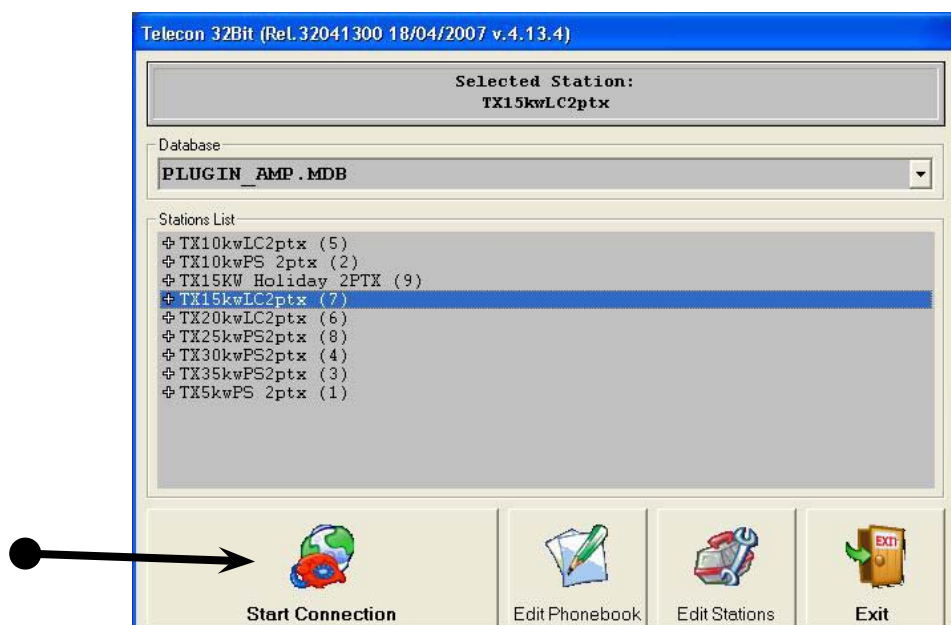 Telecon 32Bit (Rel.32041300 18/04/2007 v.4.13.4)
Selected Station:
TX15kwLC2ptx
Database
PLUGIN_AMP.MDB
Stations List
TX10kwLC2ptx (5)
TX10kwPS 2ptx (2)
TX15KW Holiday 2PTX (9)
TX15kwLC2ptx (7)
TX20kwLC2ptx (6)
TX25kwPS2ptx (8)
TX30kwPS2ptx (4)
TX35kwPS2ptx (3)
TX5kwPS 2ptx (1)
EXIT
Start Connection Edit Phonebook Edit Stations Exit